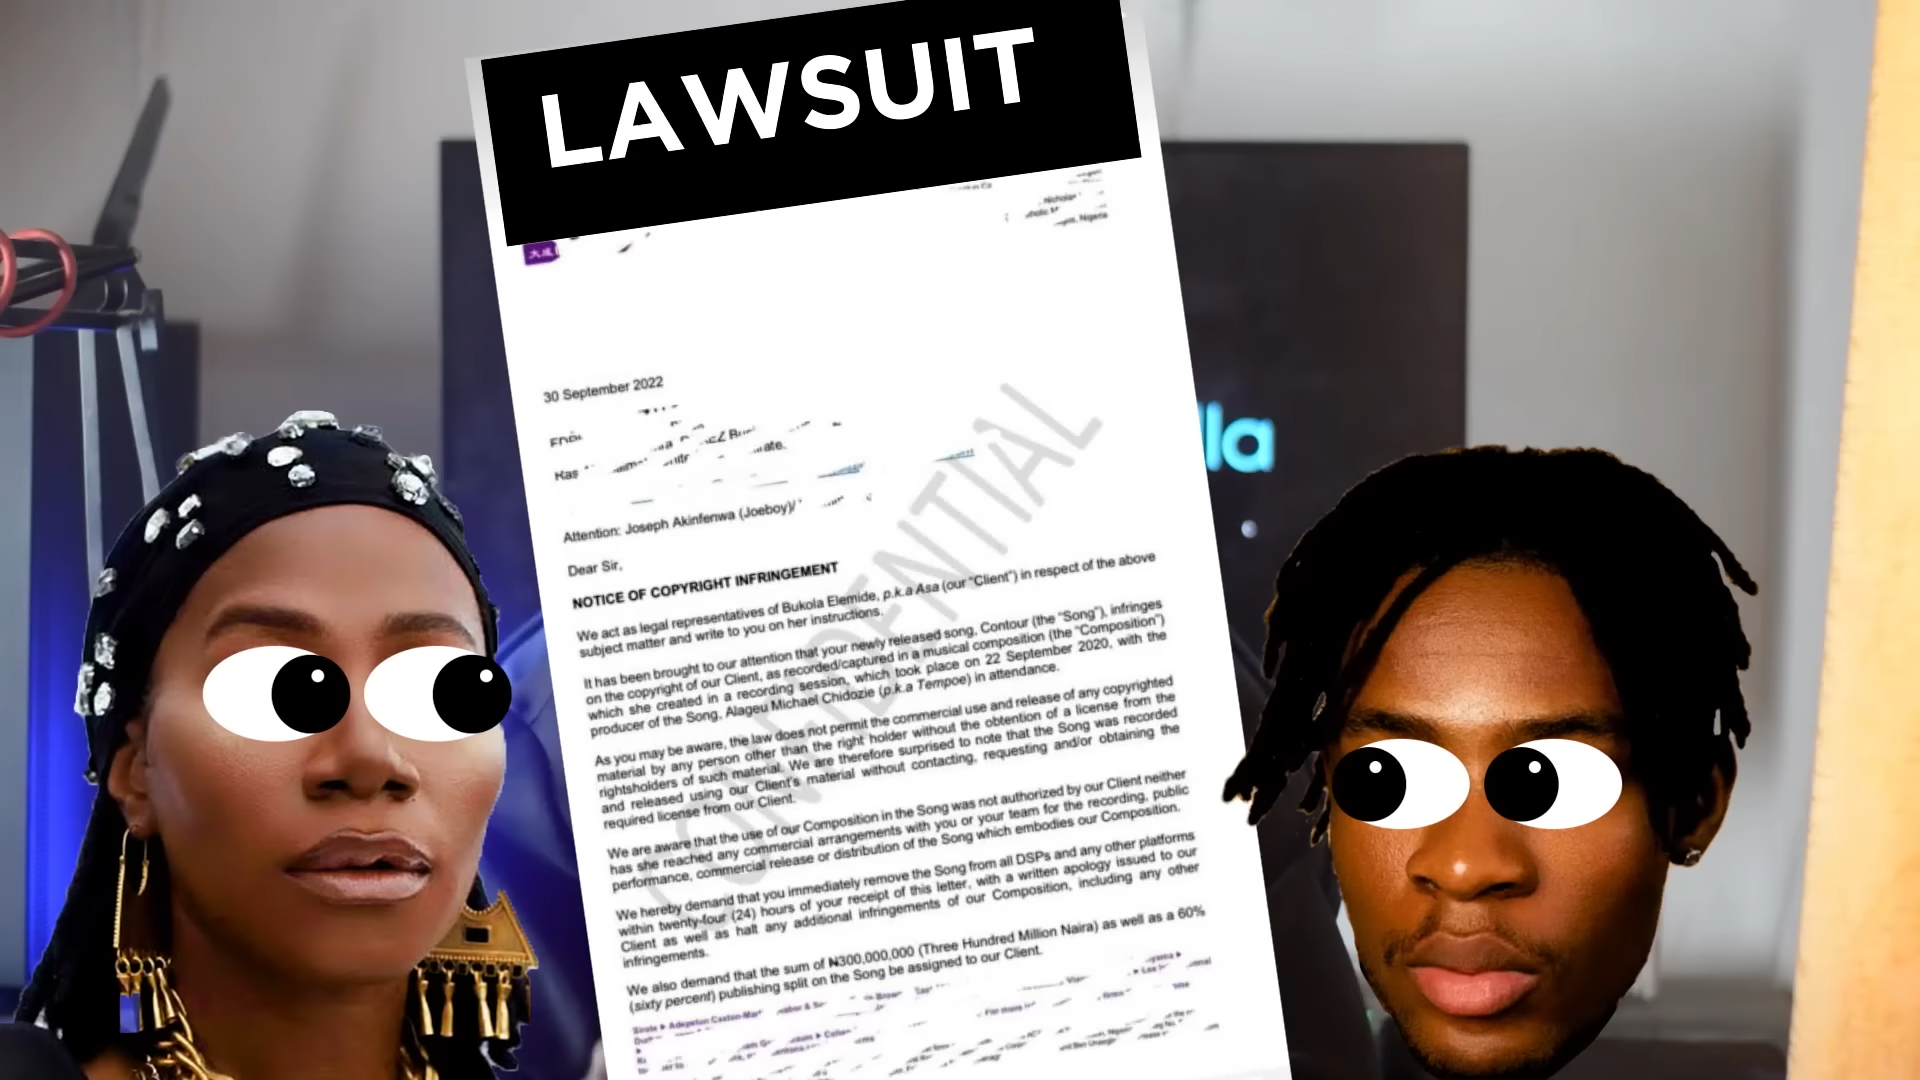 LAWSUIT
Nigeria
30 September 2022
Attention: Joseph Akinfenwa (Joeboy)/
Dear Sir,
NOTICE OF COPYRIGHT INFRINGEMENT
We act as legal representatives of Bukola Elemide, p.k.a Asa (our “Client”) in respect of the above
subject matter and write to you on her instructions.
It has been brought to our attention that your newly released song, Contour (the “Song”), infringes
on the copyright of our Client, as recorded/captured in a musical composition (the “Composition”)
which she created in a recording session, which took place on 22 September 2020, with the
producer of the Song, Alageu Michael Chidozie (p.k.a Tempoe) in attendance.
As you may be aware, the law does not permit the commercial use and release of any copyrighted
material by any person other than the right holder without the obtention of a license from the
rightsholders of such material. We are therefore surprised to note that the Song was recorded
and released using our Client’s material without contacting, requesting and/or obtaining the
required license from our Client.
We are aware that the use of our Composition in the Song was not authorized by our Client neither
has she reached any commercial arrangements with you or your team for the recording, public
performance, commercial release or distribution of the Song which embodies our Composition.
We hereby demand that you immediately remove the Song from all DSPs and any other platforms
within twenty-four (24) hours of your receipt of this letter, with a written apology issued to our
Client as well as halt any additional infringements of our Composition, including any other
infringements.
We also demand that the sum of ₦300,000,000 (Three Hundred Million Naira) as well as a 60%
(sixty percent) publishing split on the Song be assigned to our Client.
CONFIDENTIAL
lla